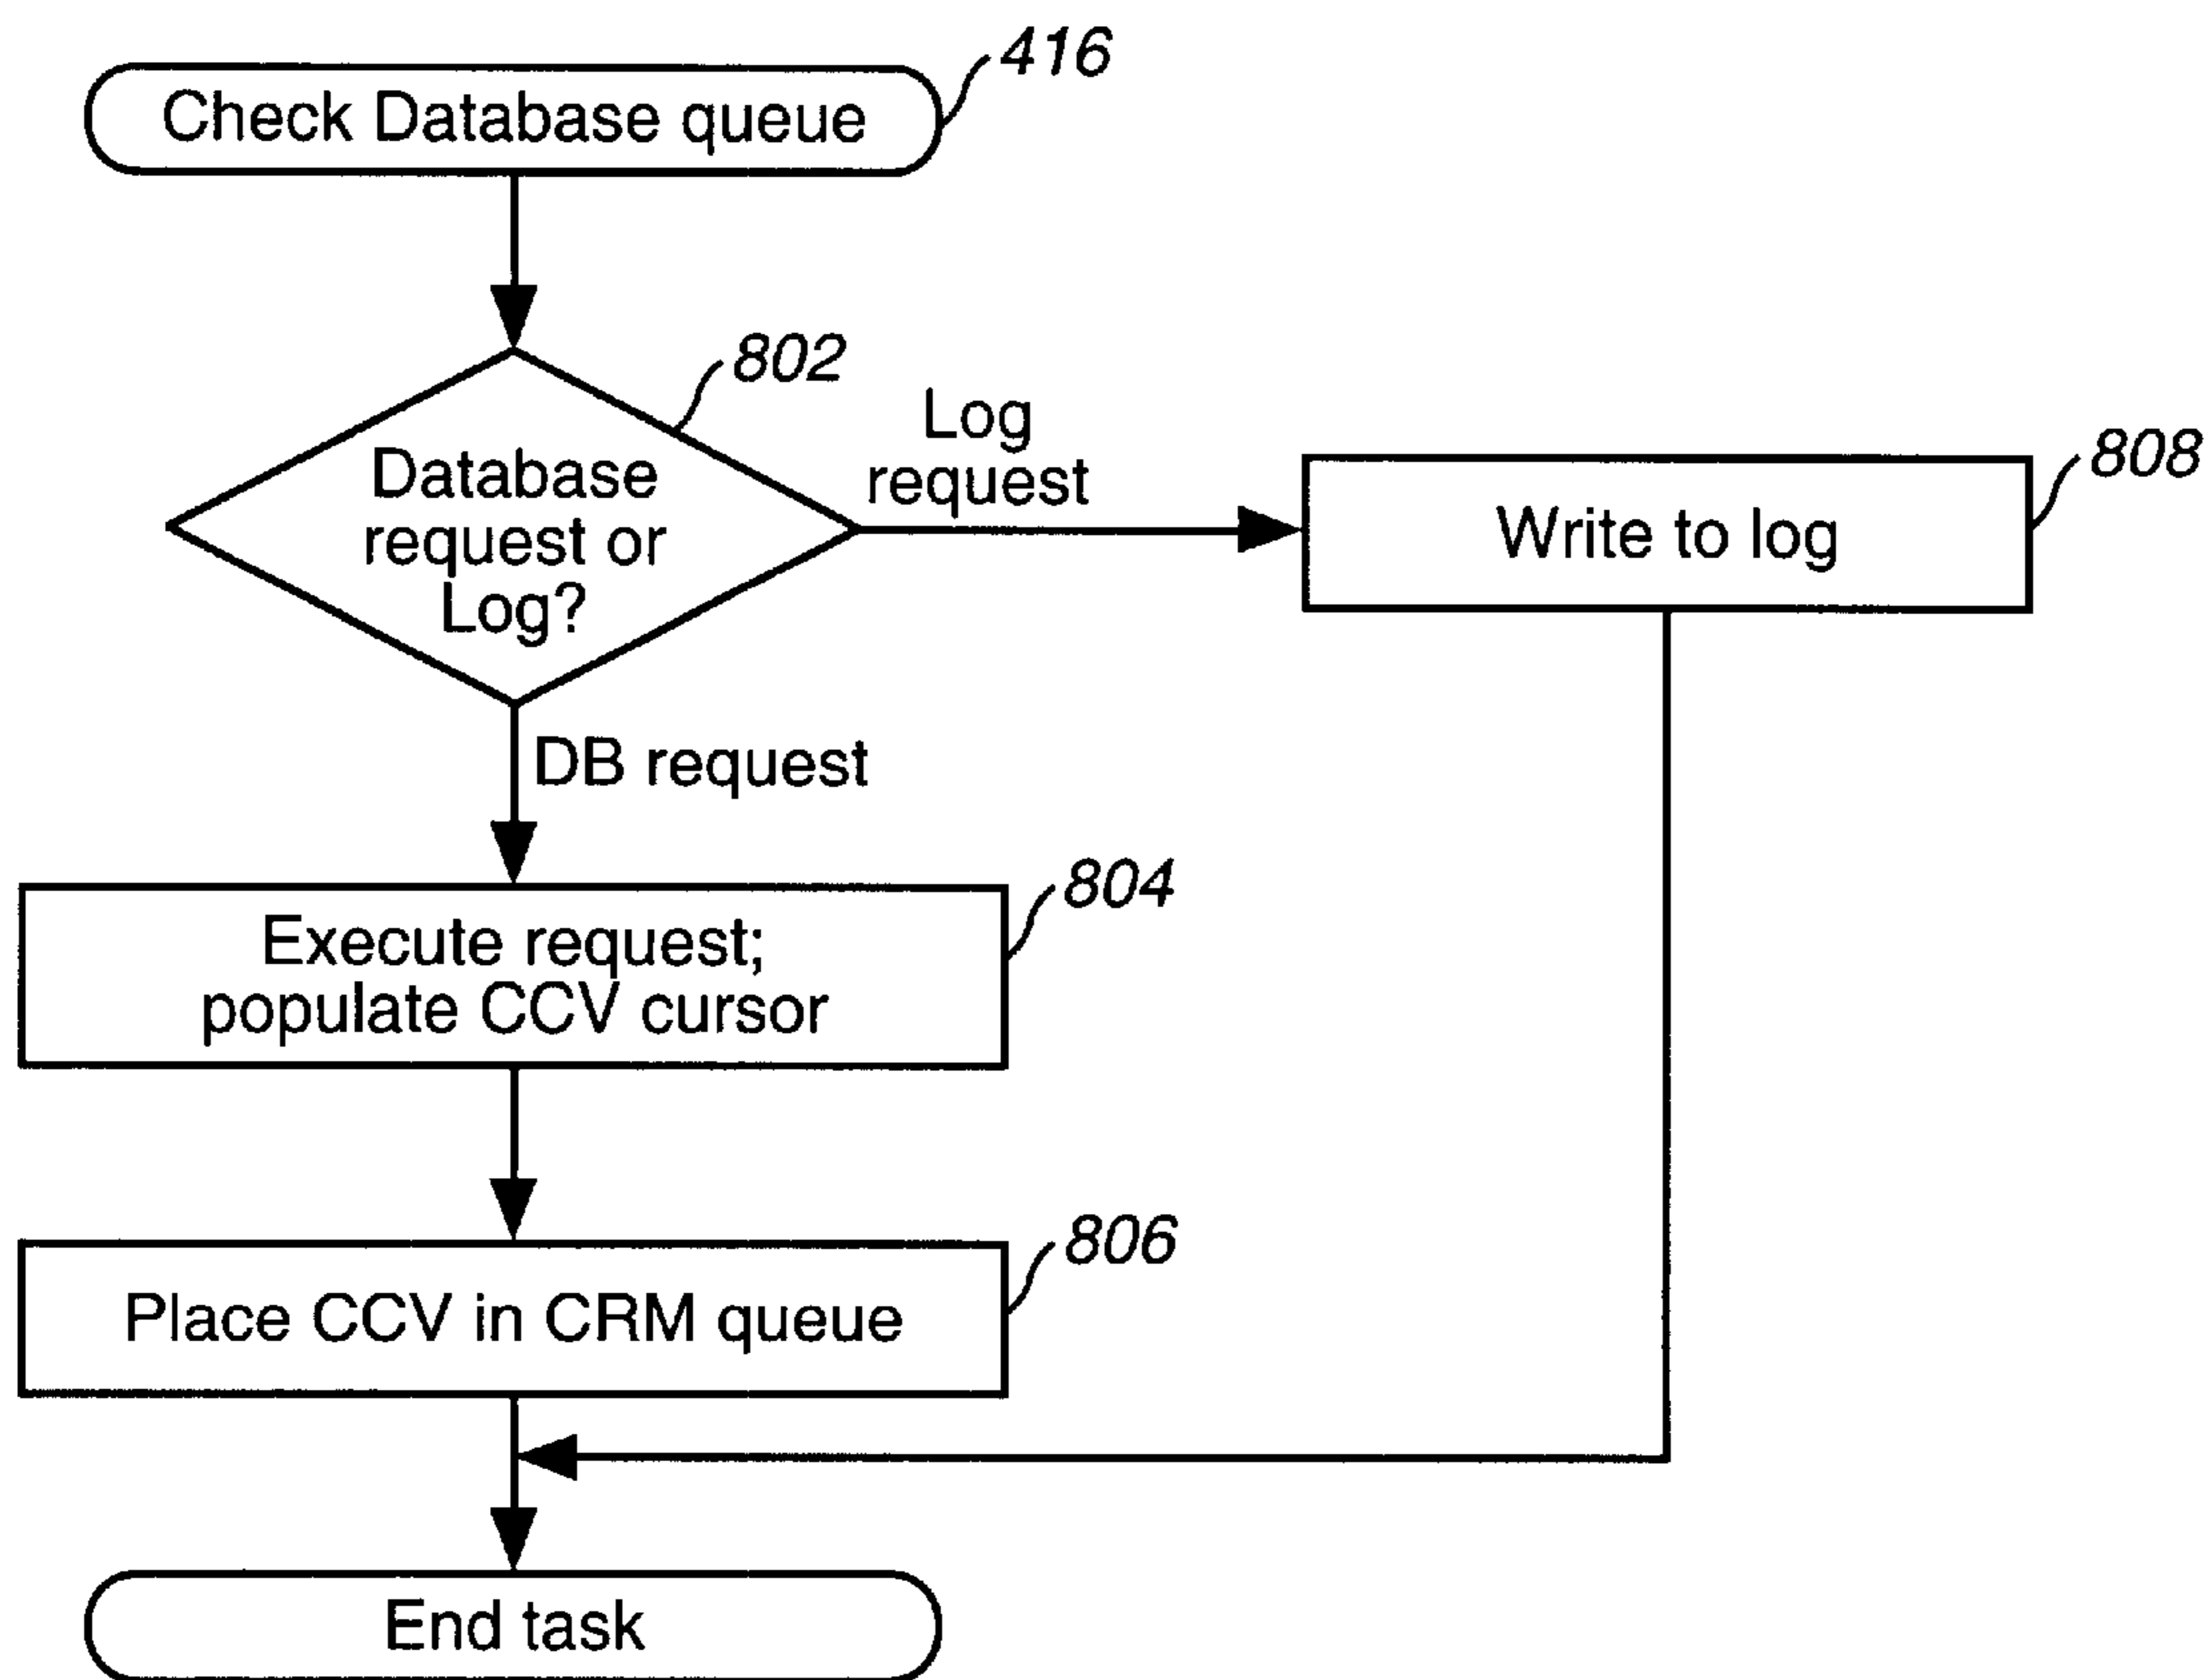 416
Check Database queue
802
Log
request
Database
request or
Log?
808
Write to log
DB request
804
Execute request;
populate CCV cursor
806
Place CCV in CRM queue
End task